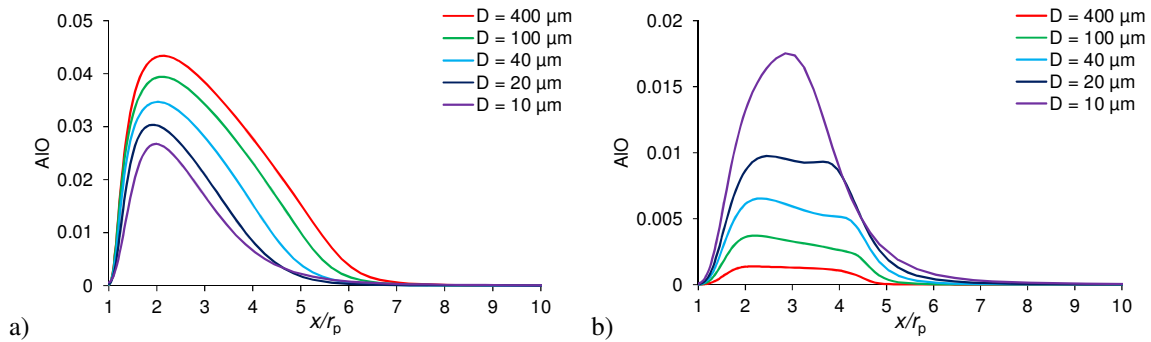 0.05
0.04
0.03
0.02
0.01
0
AlO
1 2 3 4 5 6 7 8 9 10
x/rp
D = 400 µm
D = 100 µm
D = 40 µm
D = 20 µm
D = 10 µm
a)
0.02
0.015
0.01
0.005
0
AlO
1 2 3 4 5 6 7 8 9 10
x/rp
D = 400 µm
D = 100 µm
D = 40 µm
D = 20 µm
D = 10 µm
b)